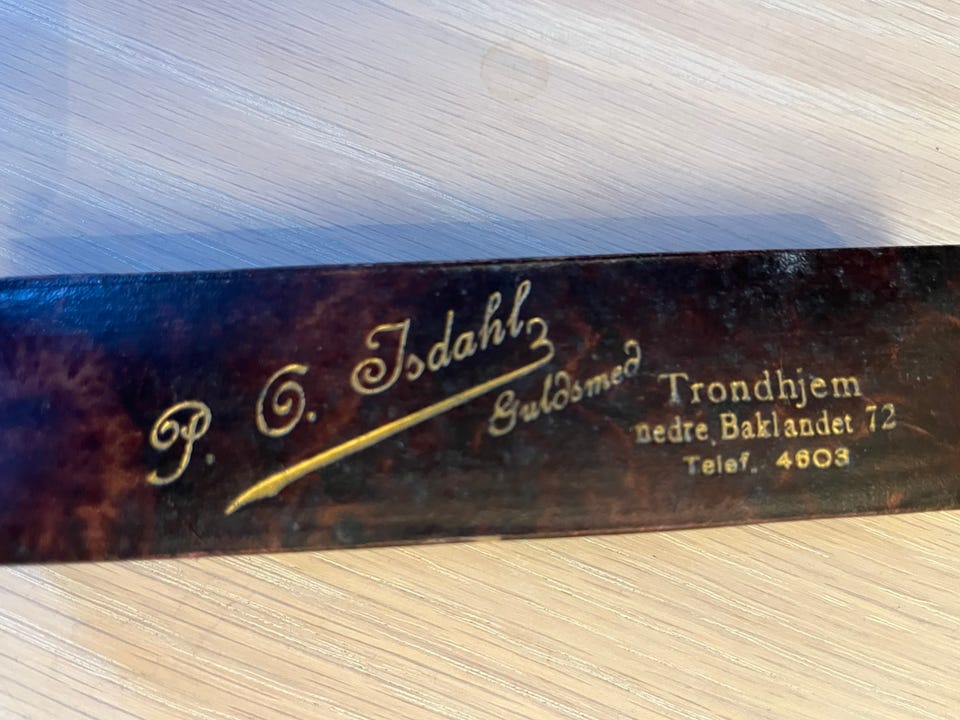 P. O. Isdahl
Guldsmed
Trondhjem
nedre Baklandet 72
Telef. 4603